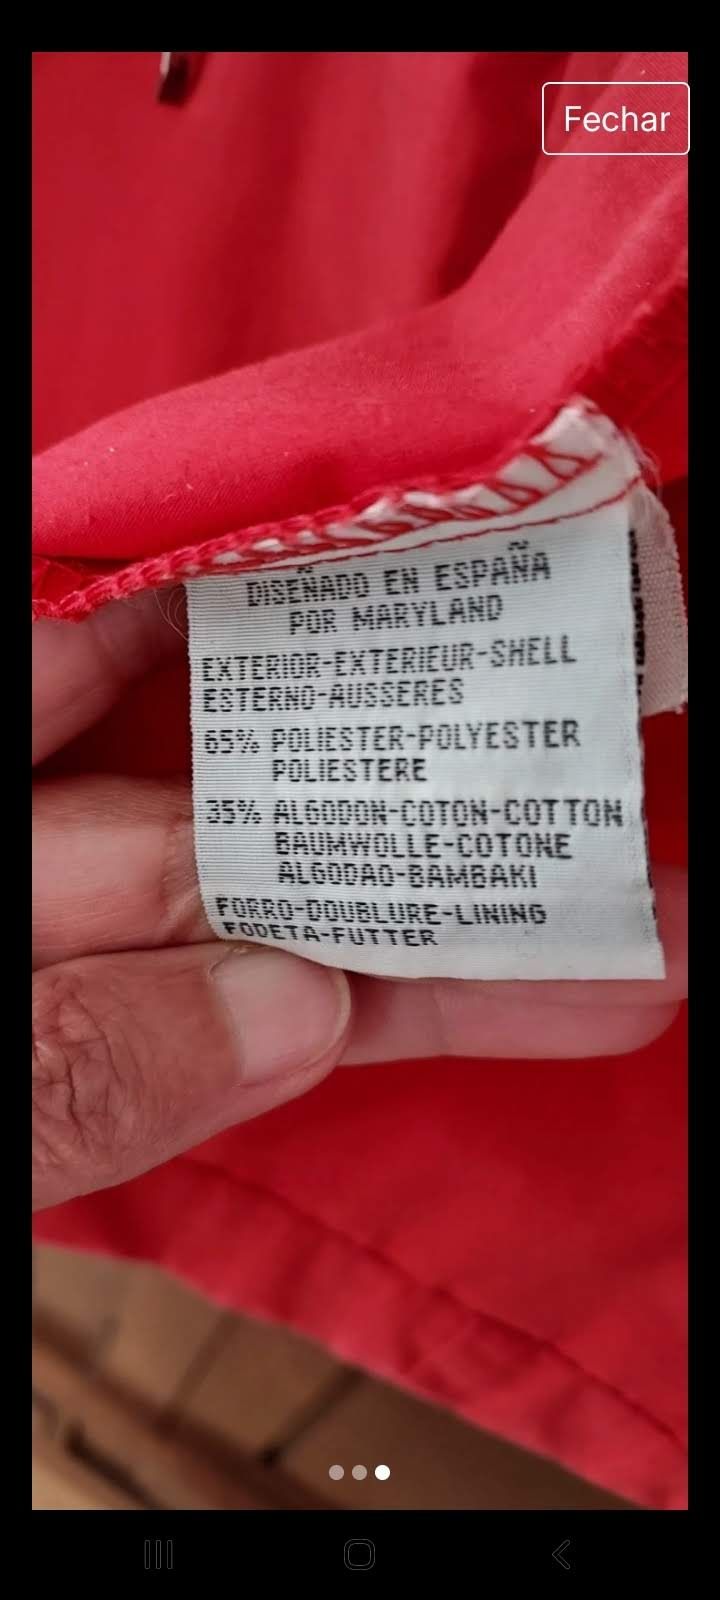 Fechar
DISEÑADO EN ESPAÑA
POR MARYLAND
EXTERIOR-EXTERIEUR-SHELL
ESTERNO-AUSSERES
65% POLIESTER-POLYESTER
POLIESTERE
35% ALGODON-COTON-COTTON
BAUMWOLLE-COTONE
ALGODAO-BAMBAKI
FORRO-DOUBLURE-LINING
FODETA-FUTTER